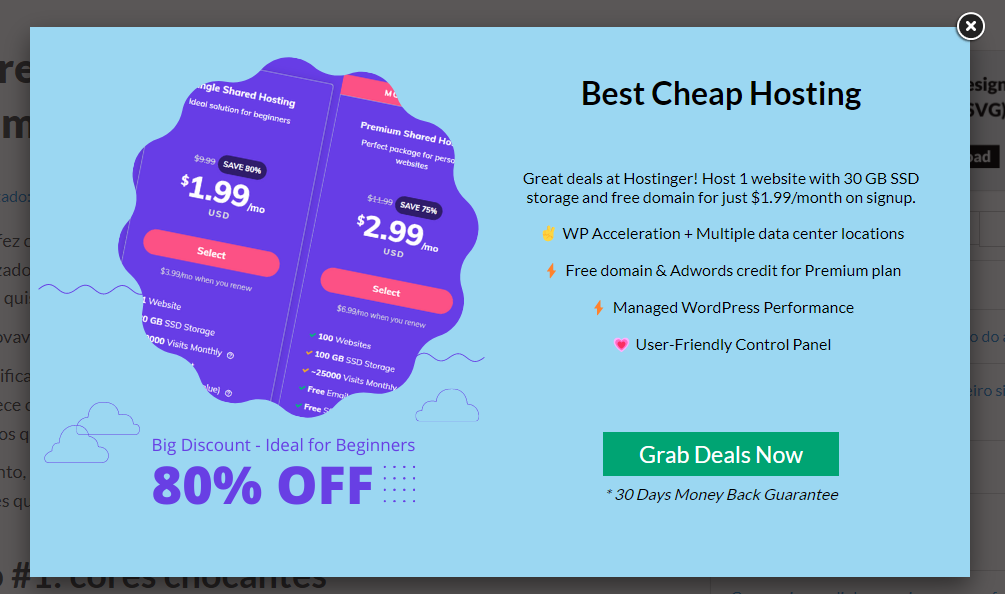 Best Cheap Hosting
Great deals at Hostinger! Host 1 website with 30 GB SSD
storage and free domain for just $1.99/month on signup.
WP Acceleration + Multiple data center locations
Free domain & Adwords credit for Premium plan
Managed WordPress Performance
User-Friendly Control Panel
Grab Deals Now
* 30 Days Money Back Guarantee
Shared Hosting
Ideal solution for beginners
$9.99 SAVE 80%
$1.99/mo
USD
Select
$3.99/mo when you renew
1 Website
GB SSD Storage
Visits Monthly
Premium Shared
Perfect package for
websites
$11.99 SAVE 75%
$2.99/mo
USD
Select
$6.99/mo when you renew
100 Websites
100 GB SSD Storage
~25000 Visits Monthly
Free
Free
Big Discount - Ideal for Beginners
80% OFF
#1: cores chocantes